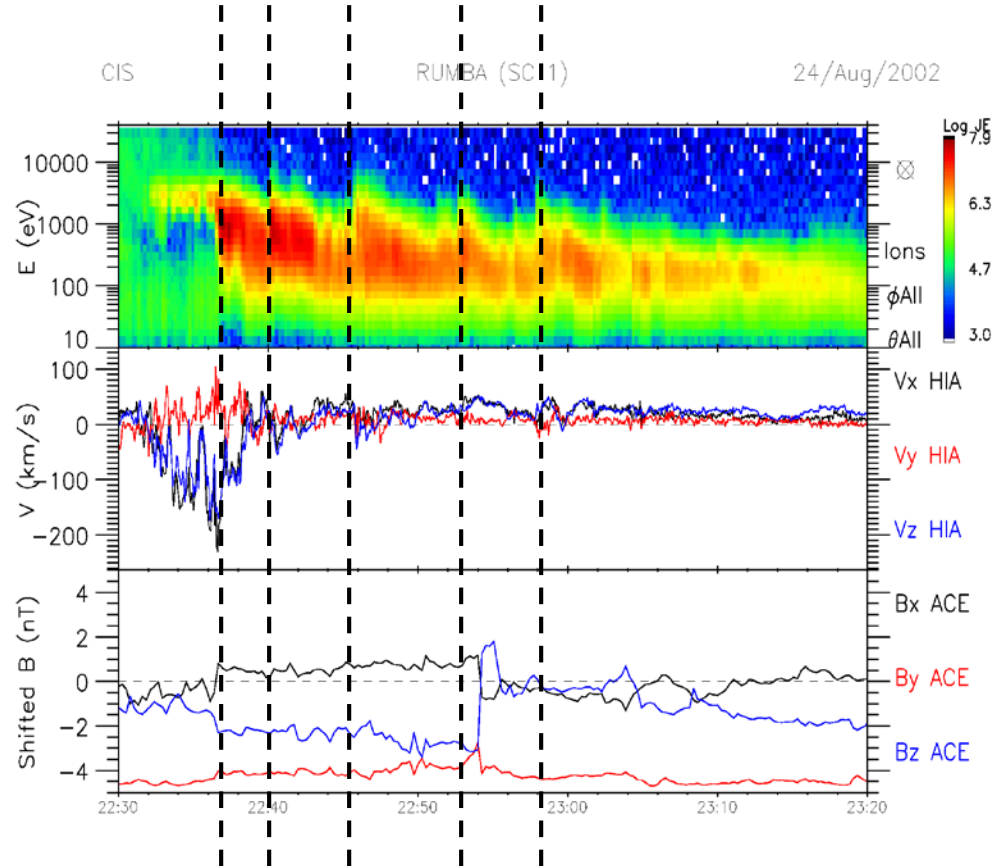 CIS RUMBA (SC 1) 24/Aug/2002
Log JE
7.9
6.3
4.7
3.0
E (eV)
10000
1000
100
10
Ions
φAll
θAll
V (km/s)
100
0
-100
-200
Vx HIA
Vy HIA
Vz HIA
Shifted B (nT)
4
2
0
-2
-4
Bx ACE
By ACE
Bz ACE
22:30 22:40 22:50 23:00 23:10 23:20